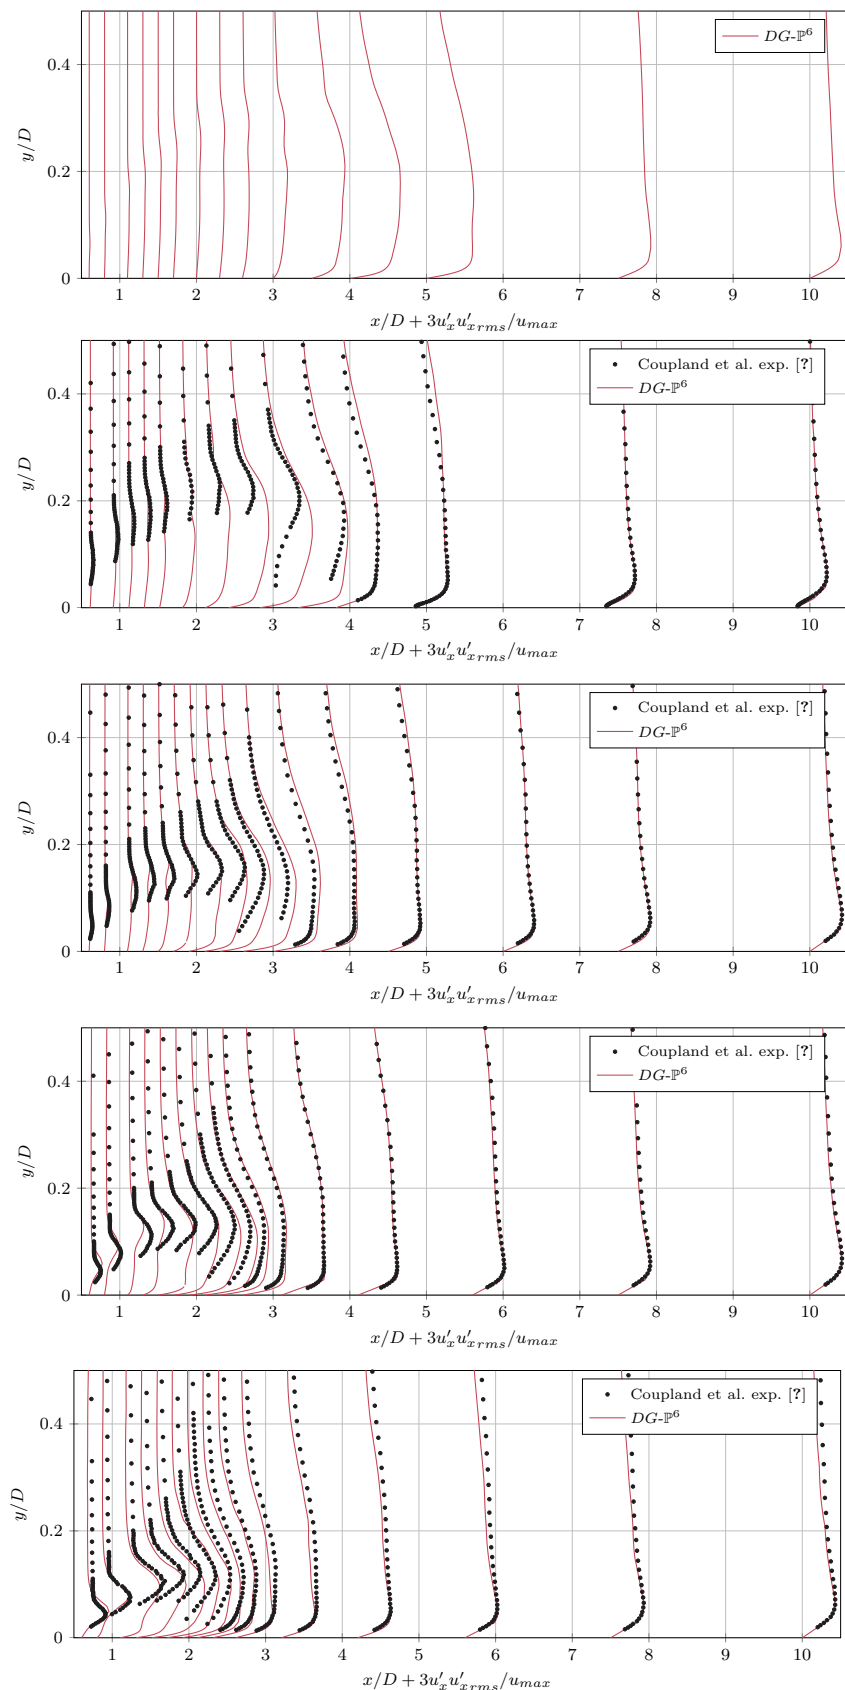 DG-ℙ⁶
0.4
0.2
0
y/D
1 2 3 4 5 6 7 8 9 10
x/D + 3u′ₓu′ₓ ᵣₘₛ/uₘₐₓ
Coupland et al. exp. [?]
DG-ℙ⁶
0.4
0.2
0
y/D
1 2 3 4 5 6 7 8 9 10
x/D + 3u′ₓu′ₓ ᵣₘₛ/uₘₐₓ
Coupland et al. exp. [?]
DG-ℙ⁶
0.4
0.2
0
y/D
1 2 3 4 5 6 7 8 9 10
x/D + 3u′ₓu′ₓ ᵣₘₛ/uₘₐₓ
Coupland et al. exp. [?]
DG-ℙ⁶
0.4
0.2
0
y/D
1 2 3 4 5 6 7 8 9 10
x/D + 3u′ₓu′ₓ ᵣₘₛ/uₘₐₓ
Coupland et al. exp. [?]
DG-ℙ⁶
0.4
0.2
0
y/D
1 2 3 4 5 6 7 8 9 10
x/D + 3u′ₓu′ₓ ᵣₘₛ/uₘₐₓ